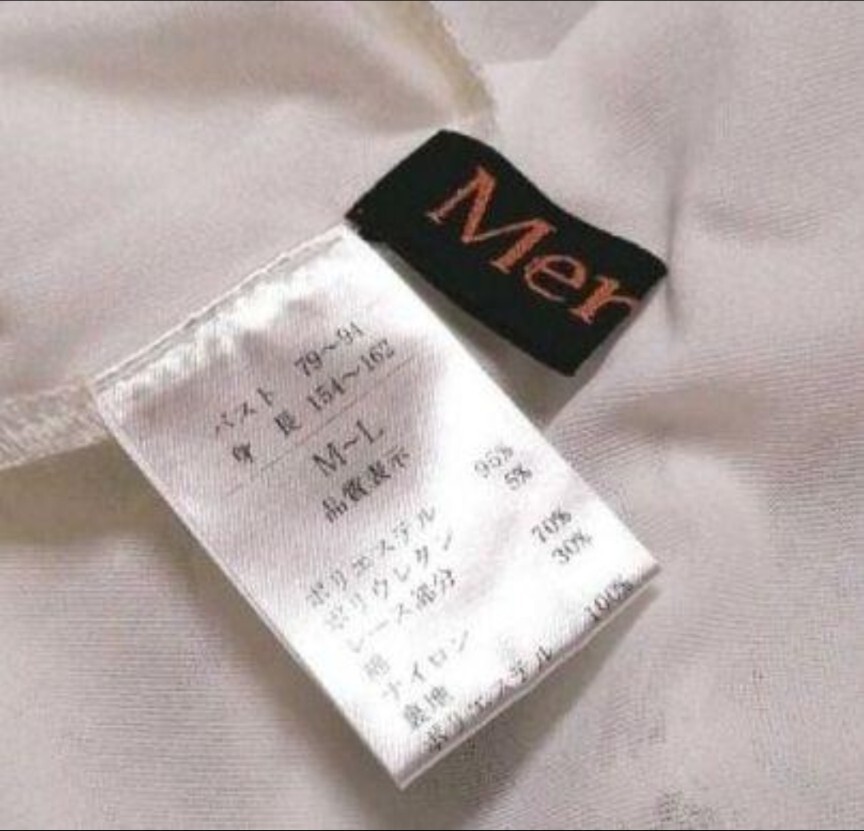 Mer
バスト 79～94
身 長 154～162
M～L
品質表示
ポリエステル 95%
ポリウレタン 5%
レース部分
綿 70%
ナイロン 30%
裏地
ポリエステル 100%